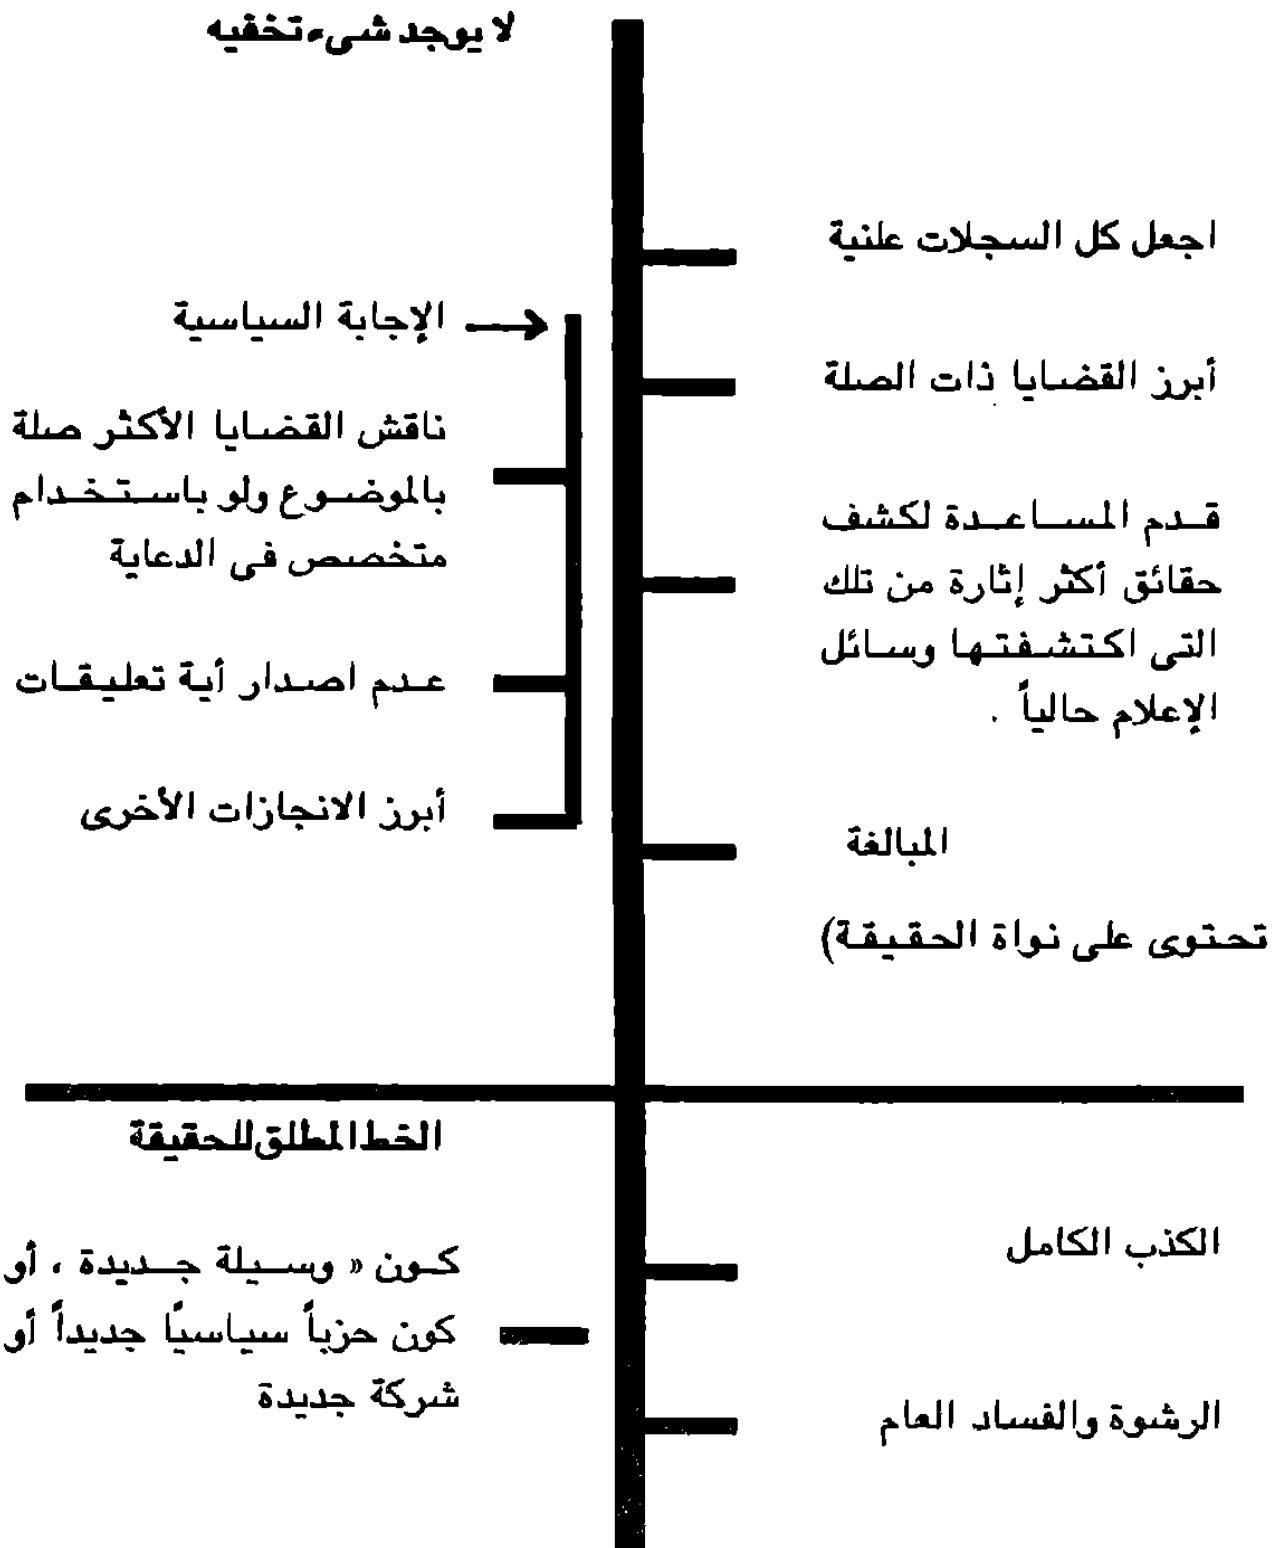 لا يوجد شىء تخفيه
اجعل كل السجلات علنية
أبرز القضايا ذات الصلة
قدم المساعدة لكشف
حقائق أكثر إثارة من تلك
التى اكتشفتها وسائل
الإعلام حالياً .
المبالغة
تحتوى على نواة الحقيقة)
الإجابة السياسية
ناقش القضايا الأكثر صلة
بالموضوع ولو باستخدام
متخصص فى الدعاية
عدم اصدار أية تعليقات
أبرز الانجازات الأخرى
الخط المطلق للحقيقة
الكذب الكامل
الرشوة والفساد العام
كون « وسيلة جديدة ، أو
كون حزباً سياسيًا جديداً أو
شركة جديدة